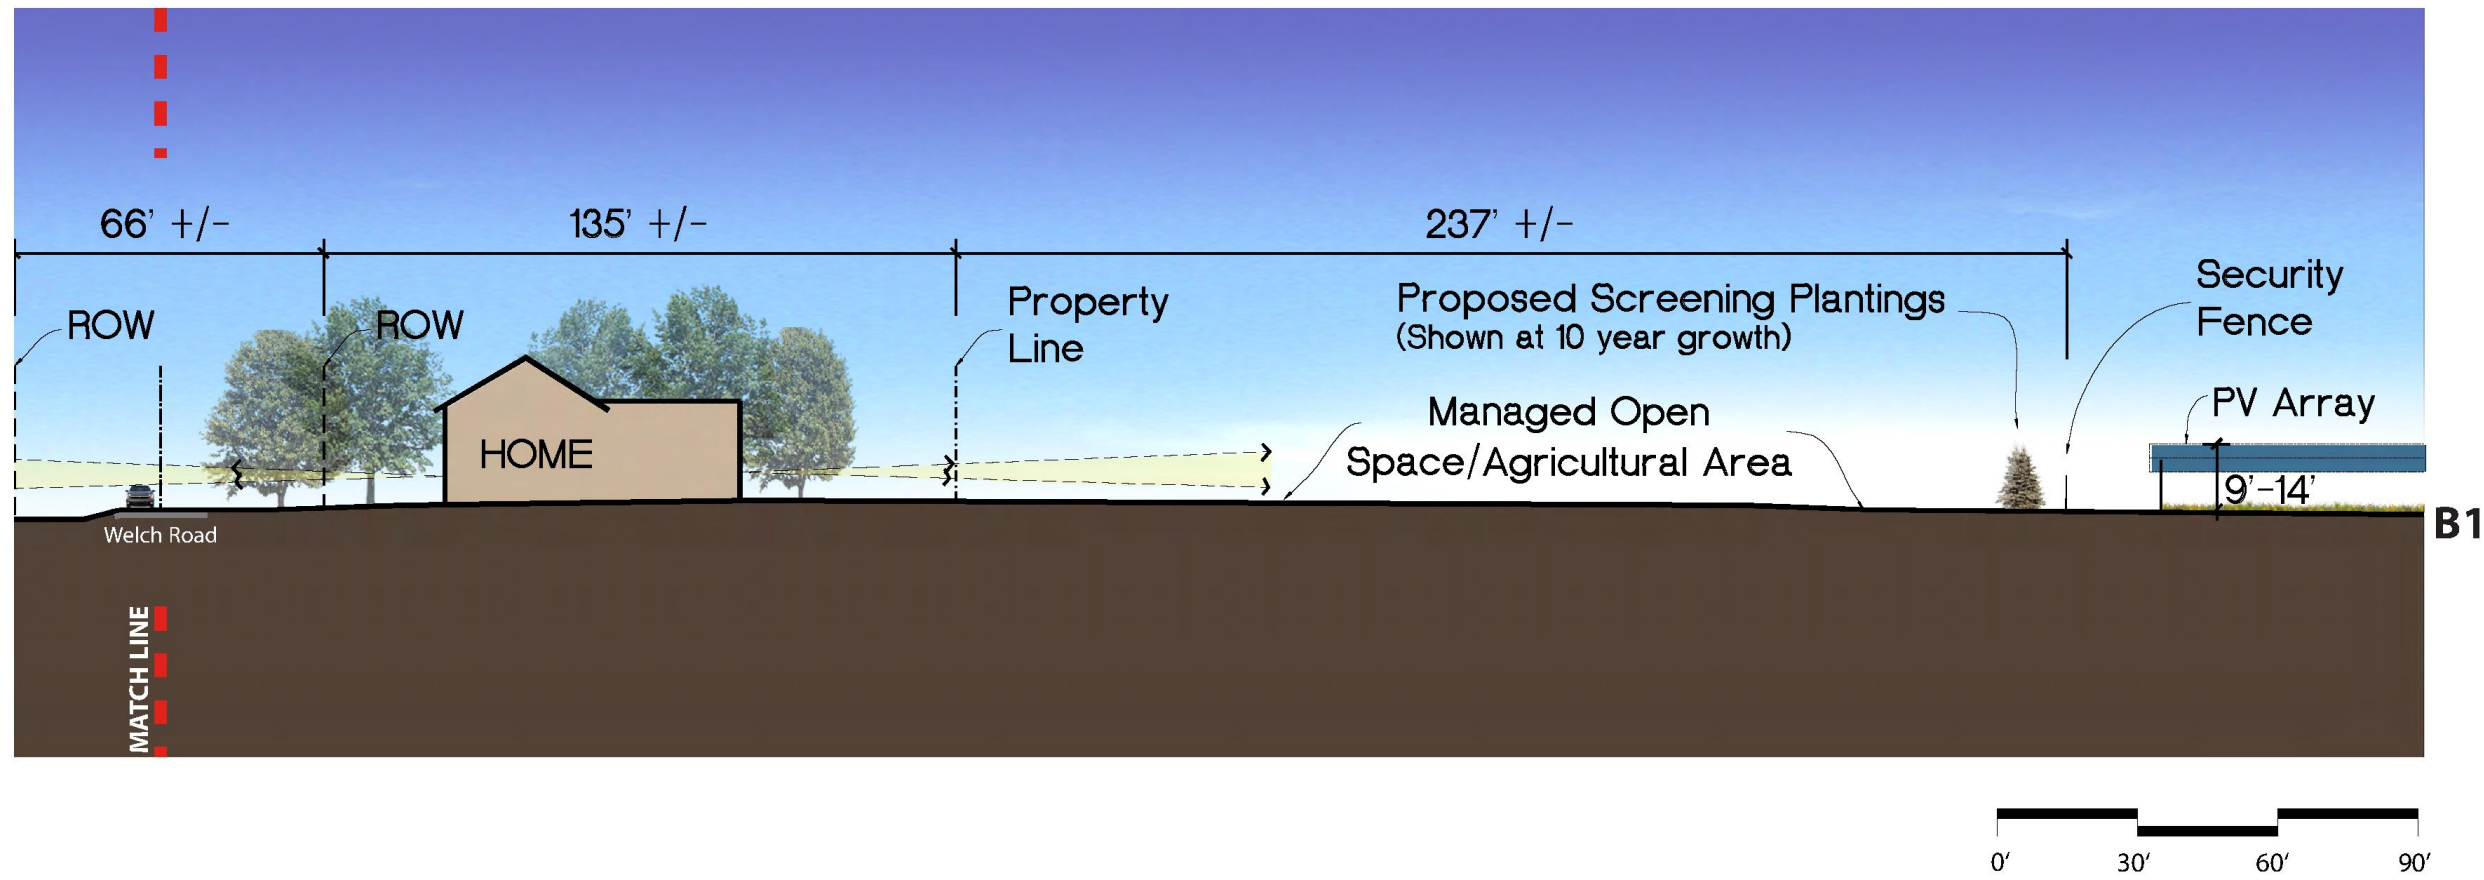 66' +/-
135' +/-
237' +/-
ROW
ROW
Property
Line
Proposed Screening Plantings
(Shown at 10 year growth)
Security
Fence
Managed Open
Space/Agricultural Area
PV Array
HOME
9'-14'
Welch Road
B1
MATCH LINE
0' 30' 60' 90'